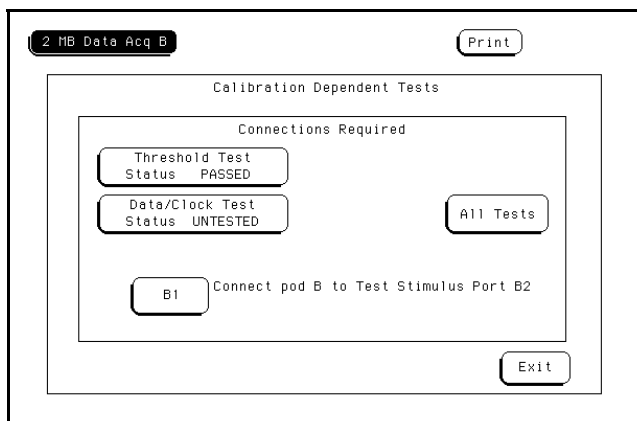 2 MB Data Acq B
Print
Calibration Dependent Tests
Connections Required
Threshold Test
Status PASSED
Data/Clock Test
Status UNTESTED
All Tests
B1
Connect pod B to Test Stimulus Port B2
Exit